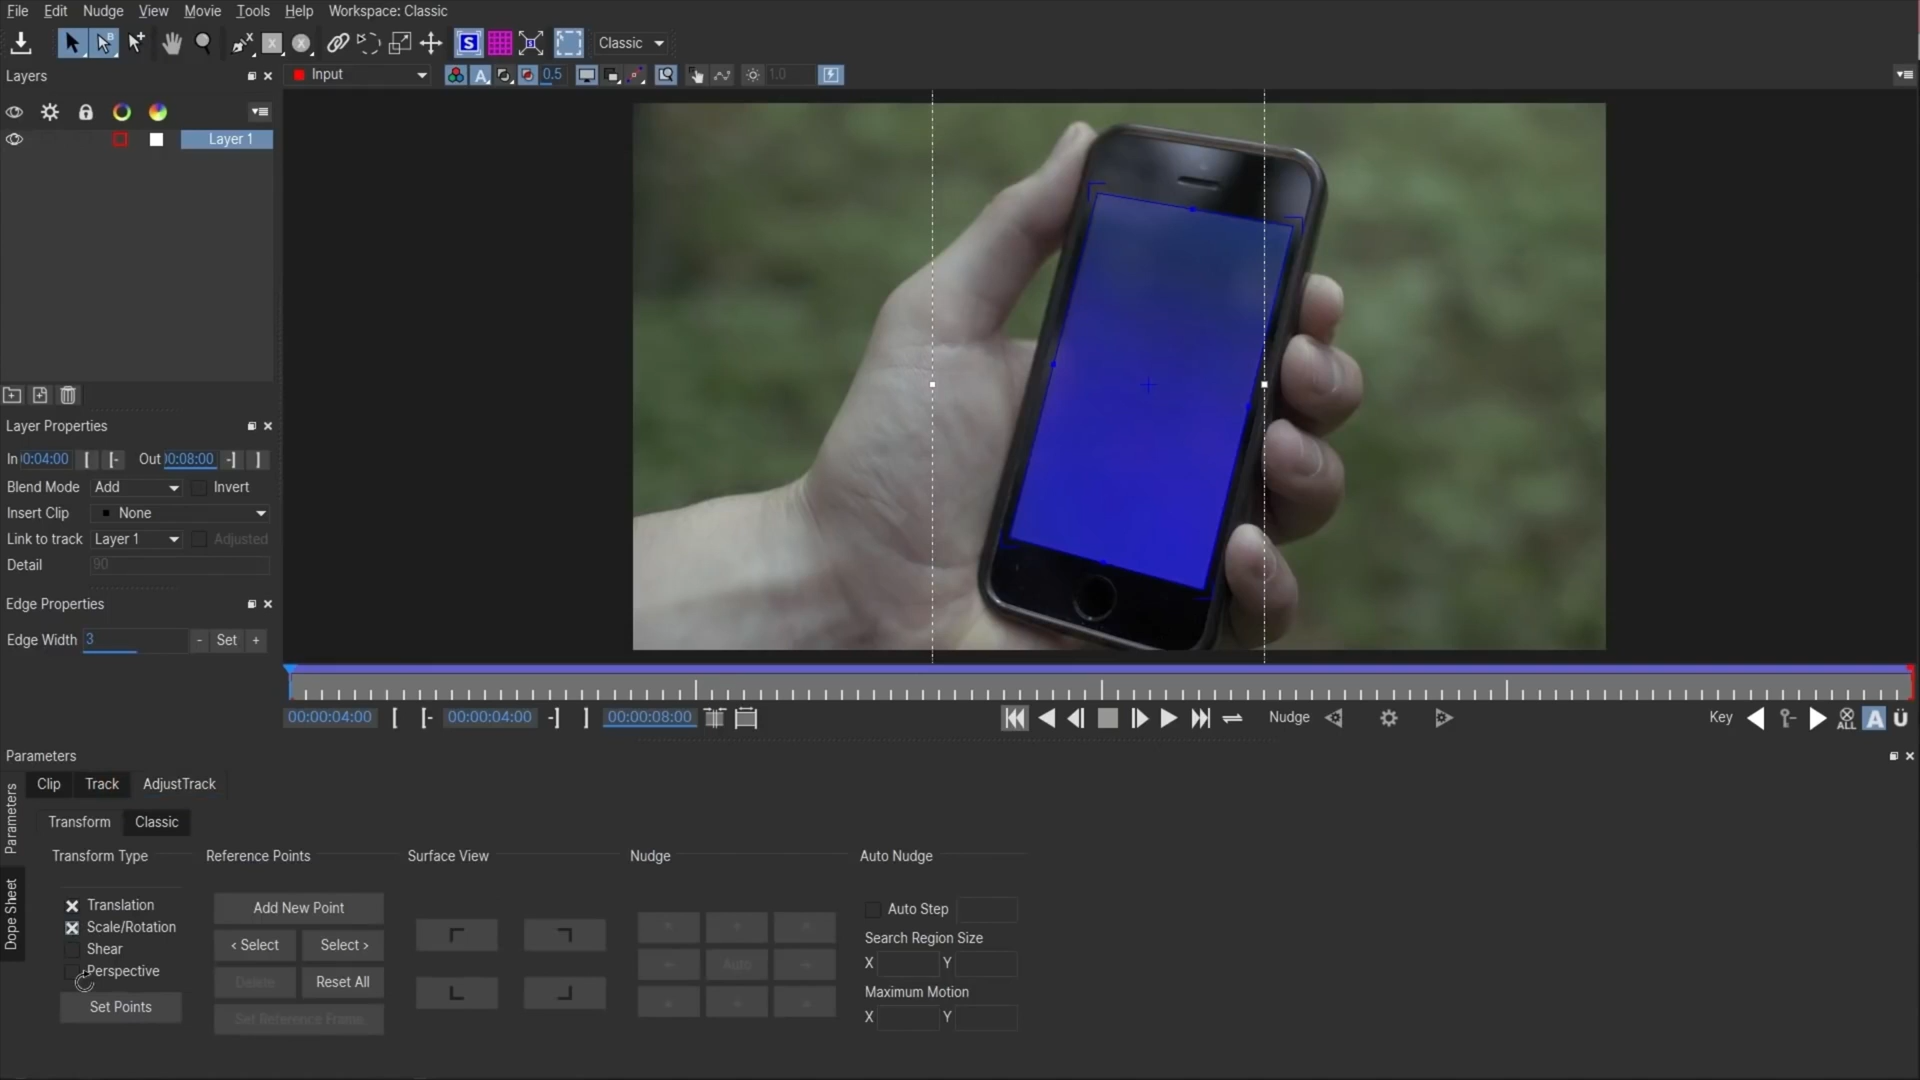 File Edit Nudge View Movie Tools Help Workspace: Classic
Classic
Layers
Input
0.5
1.0
Layer 1
Layer Properties
In 0:04:00 [ [- Out 0:08:00 -] ]
Blend Mode Add Invert
Insert Clip None
Link to track Layer 1 Adjusted
Detail 90
Edge Properties
Edge Width 3 - Set +
00:00:04:00 [ [- 00:00:04:00 -] ] 00:00:08:00
Nudge
Key
ALL A Ü
Parameters
Parameters
Dope Sheet
Clip Track AdjustTrack
Transform Classic
Transform Type Reference Points Surface View Nudge Auto Nudge
Translation
Scale/Rotation
Shear
Perspective
Set Points
Add New Point
< Select Select >
Delete Reset All
Set Reference Frame
Auto
Auto Step
Search Region Size
X Y
Maximum Motion
X Y